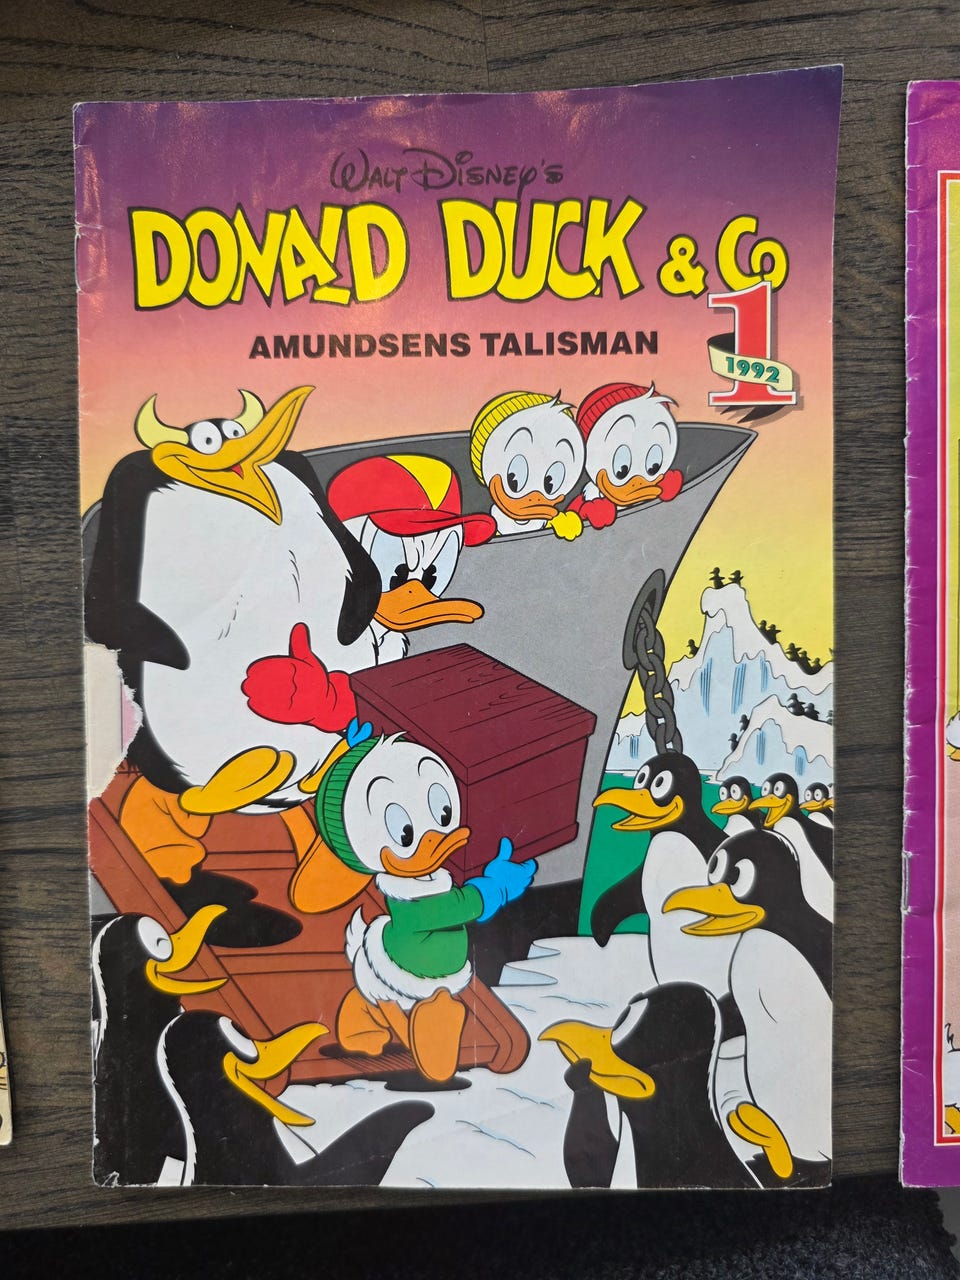 Walt Disney's
DONALD DUCK & Co
AMUNDSENS TALISMAN
1
1992